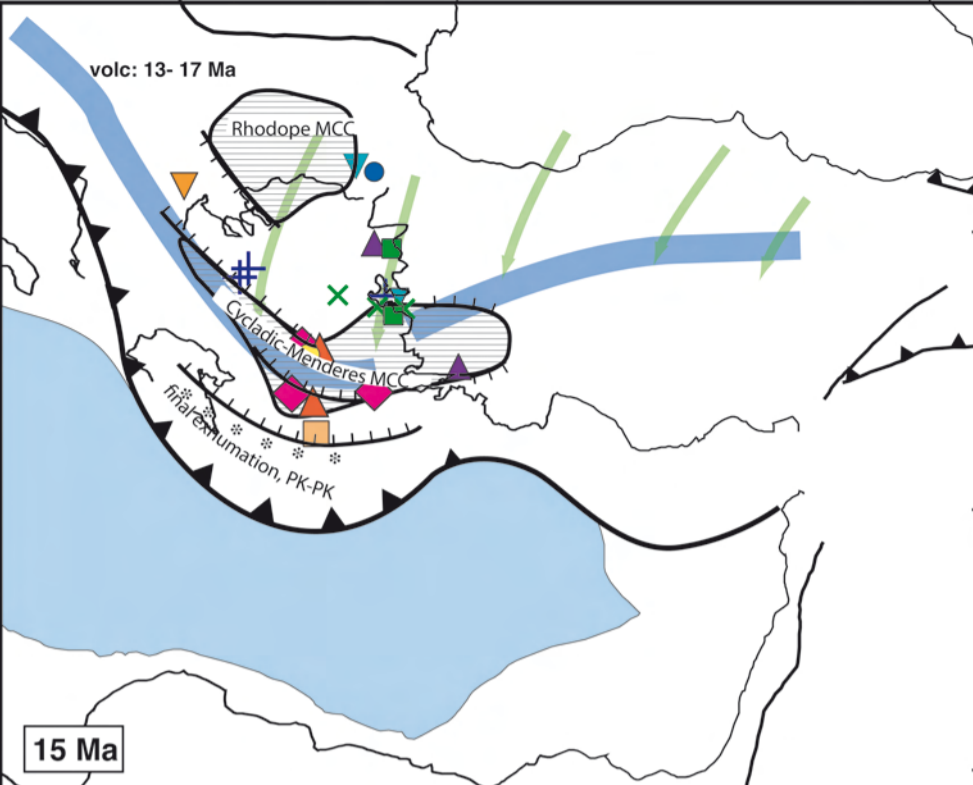 volc: 13- 17 Ma
Rhodope MCC
Cycladic-Menderes MCC
final exhumation, PK-PK
15 Ma